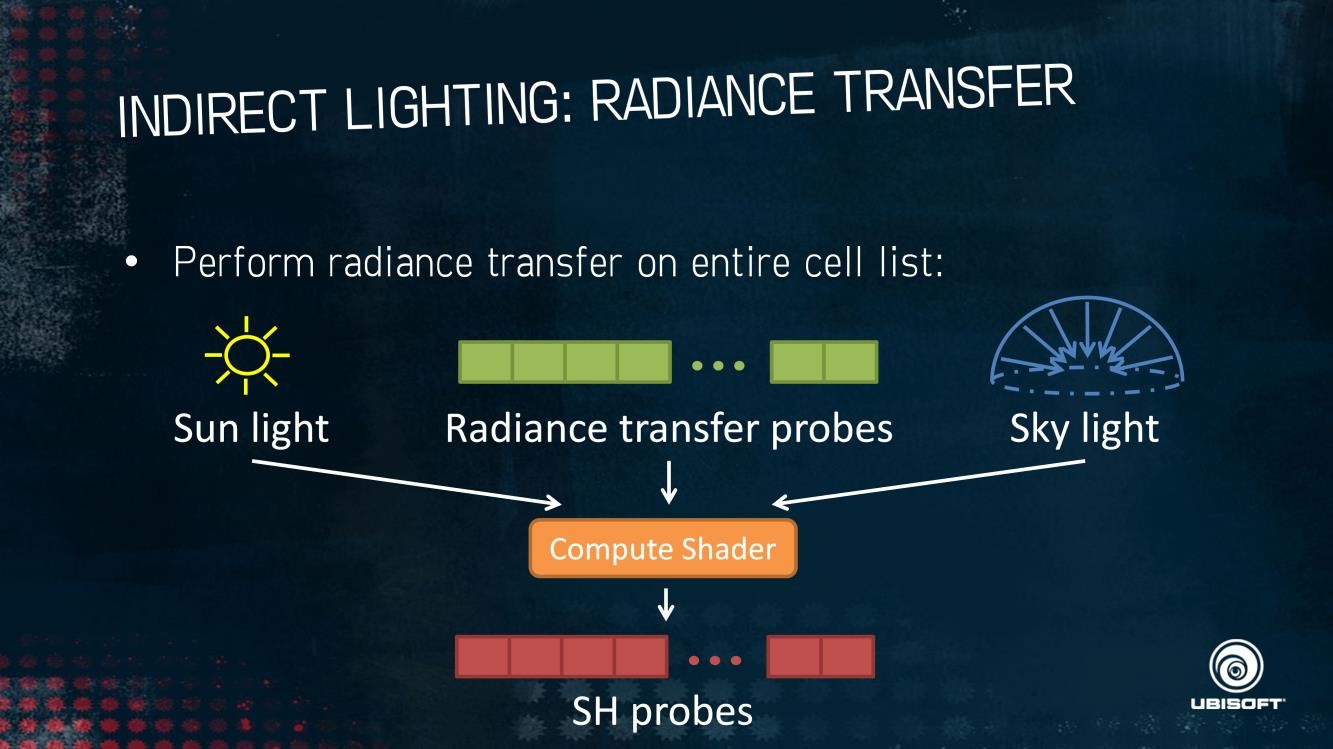 INDIRECT LIGHTING: RADIANCE TRANSFER
• Perform radiance transfer on entire cell list:
Sun light
Radiance transfer probes
Sky light
Compute Shader
SH probes
UBISOFT